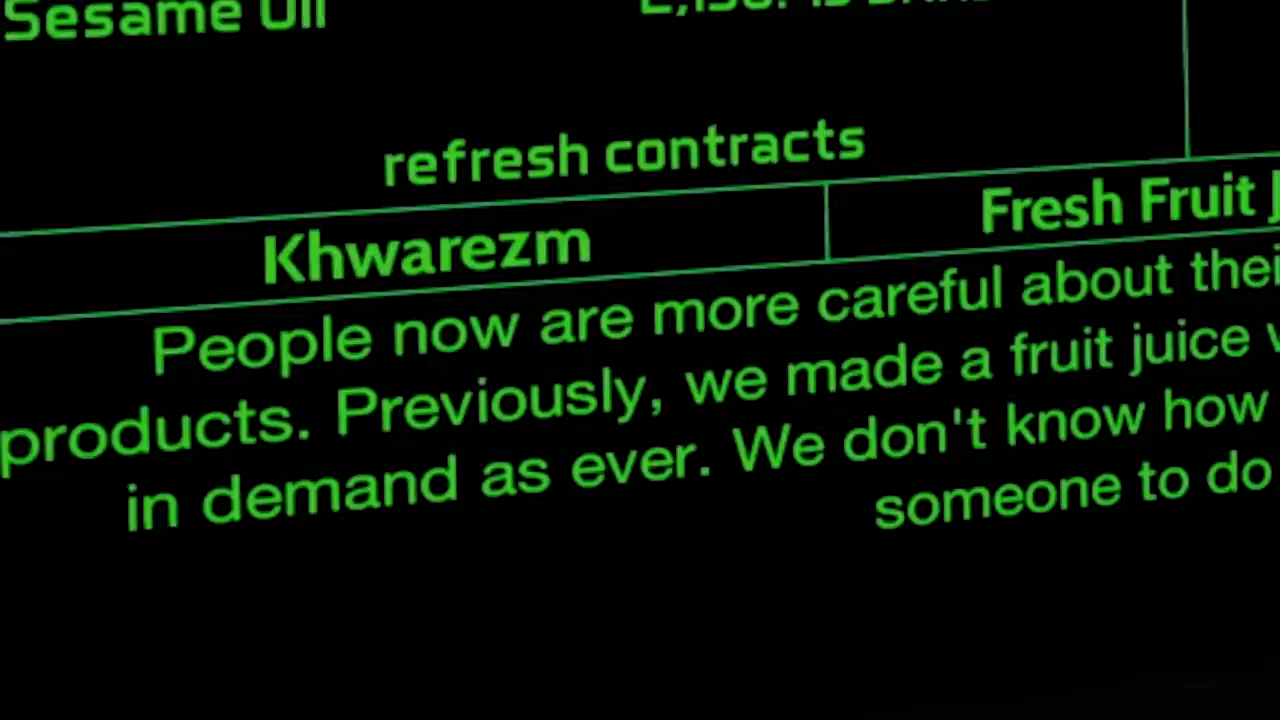 Sesame Oil
refresh contracts
Khwarezm
Fresh Fruit
People now are more careful about
products. Previously, we made a fruit juice
in demand as ever. We don't know how
someone to do